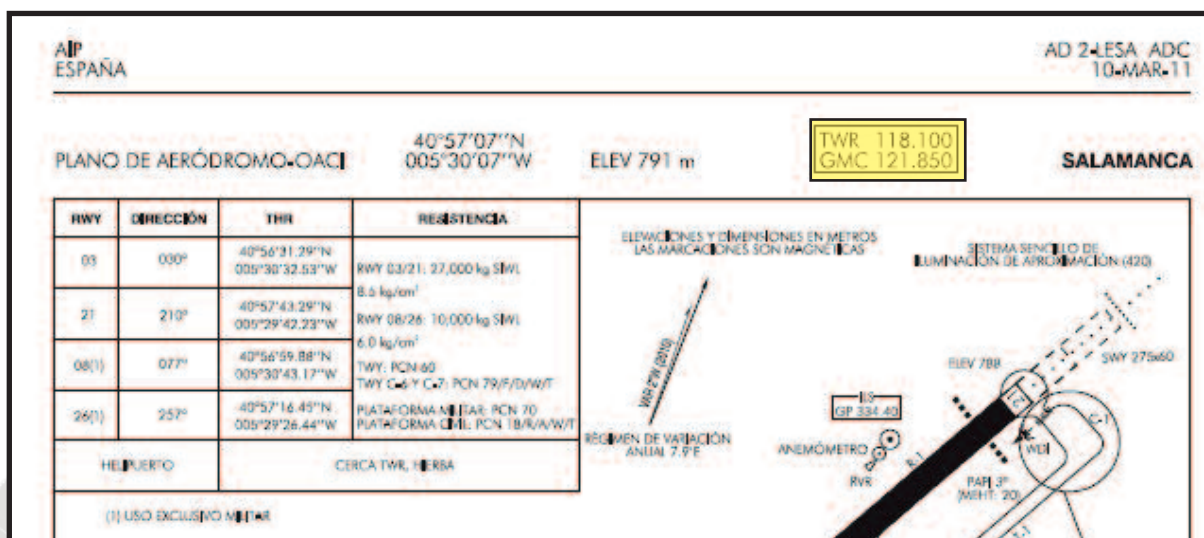 AIP
ESPAÑA
AD 2-LESA ADC
10-MAR-11
PLANO DE AERÓDROMO-OACI
40°57'07''N
005°30'07''W
ELEV 791 m
TWR 118.100
GMC 121.850
SALAMANCA
RWY DIRECCIÓN THR RESISTENCIA
03 030° 40°56'31.29''N
005°30'32.53''W
21 210° 40°57'43.29''N
005°29'42.23''W
08(1) 077° 40°56'59.88''N
005°30'43.17''W
26(1) 257° 40°57'16.45''N
005°29'26.44''W
RWY 03/21: 27,000 kg SIWL
8.5 kg/cm²
RWY 08/26: 10,000 kg SIWL
6.0 kg/cm²
TWY: PCN 60
TWY C-6 Y C-7: PCN 79/F/D/W/T
PLATAFORMA MILITAR: PCN 70
PLATAFORMA CIVIL: PCN 18/R/A/W/T
HELIPUERTO CERCA TWR, HIERBA
(1) USO EXCLUSIVO MILITAR
ELEVACIONES Y DIMENSIONES EN METROS
LAS MARCACIONES SON MAGNÉTICAS
VAR 2°W (2010)
RÉGIMEN DE VARIACIÓN
ANUAL 7.9'E
SISTEMA SENCILLO DE
ILUMINACIÓN DE APROXIMACIÓN (420)
ELEV 788
SWY 275x60
ILS
GP 334.40
ANEMÓMETRO
RVR
R-1
21
WDI
C-7
PAPI 3°
(MEHT: 20)